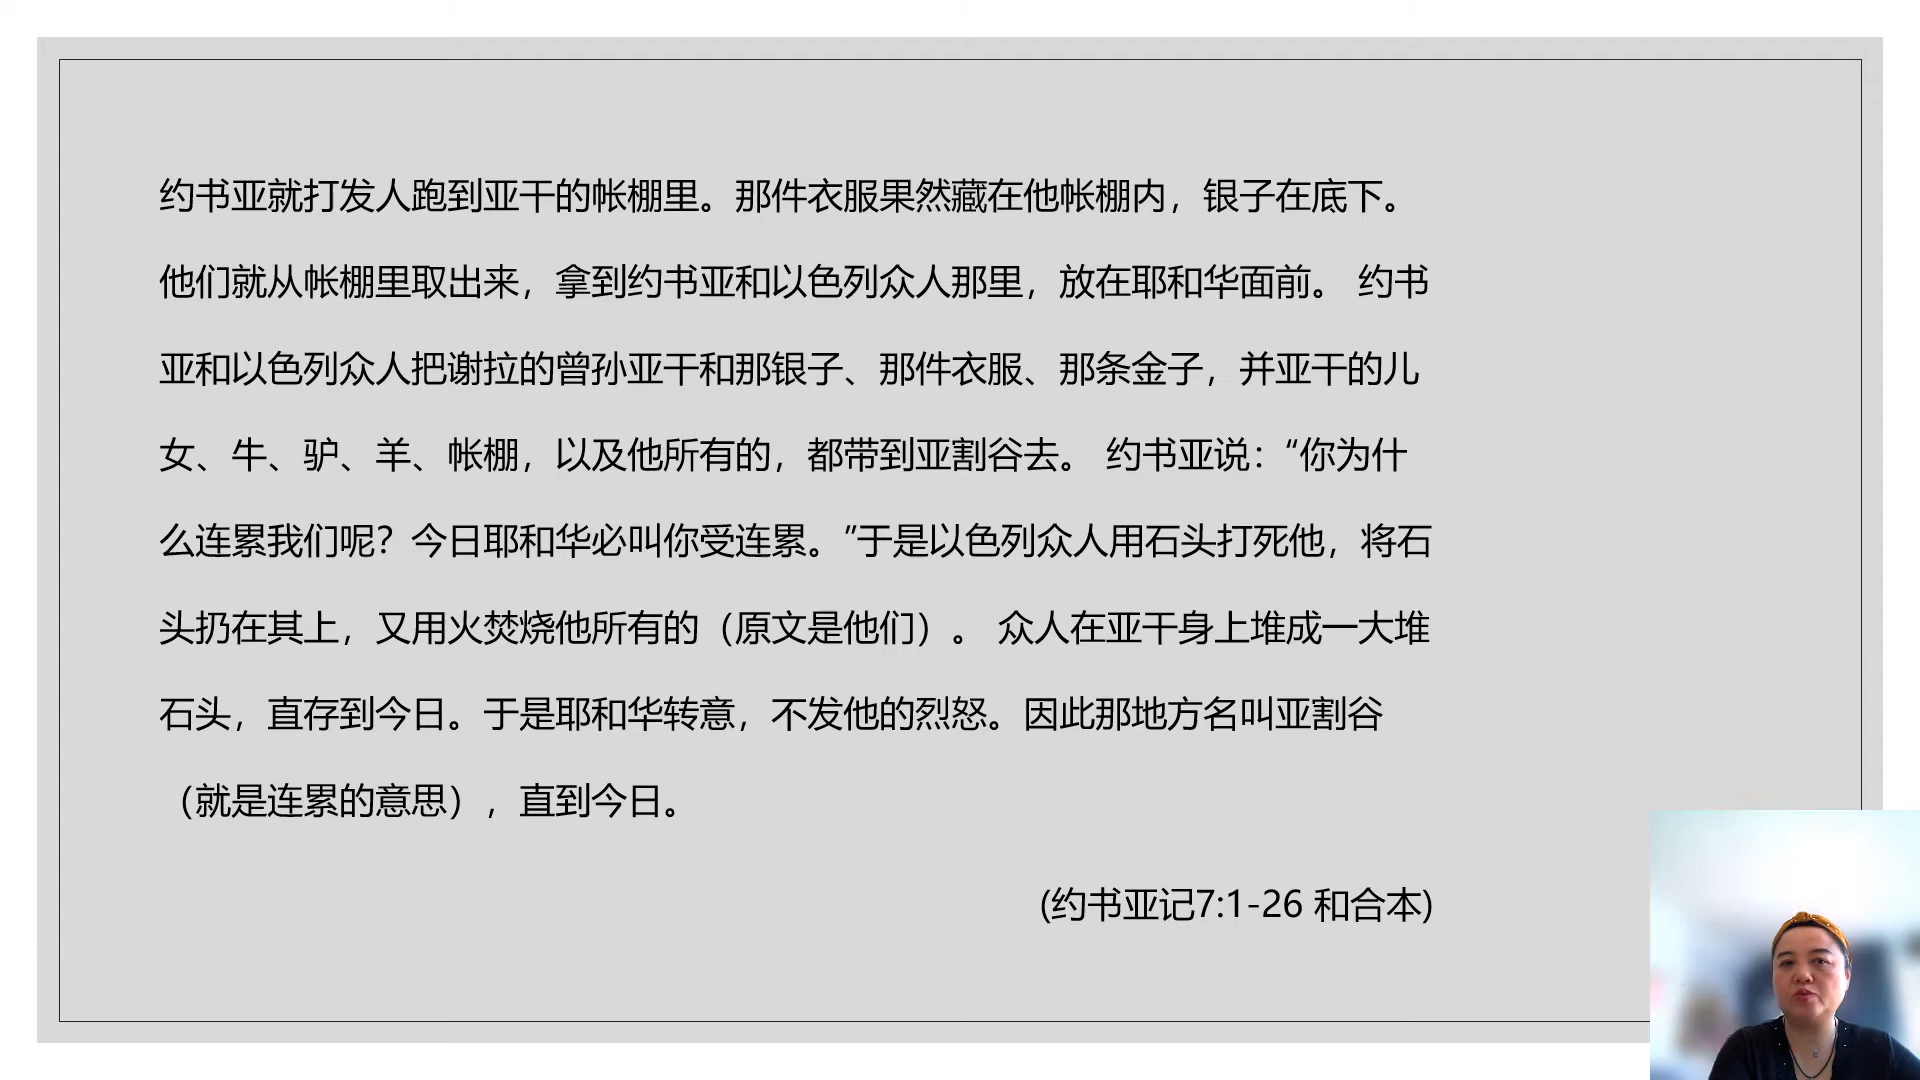 约书亚就打发人跑到亚干的帐棚里。那件衣服果然藏在他帐棚内，银子在底下。
他们就从帐棚里取出来，拿到约书亚和以色列众人那里，放在耶和华面前。 约书
亚和以色列众人把谢拉的曾孙亚干和那银子、那件衣服、那条金子，并亚干的儿
女、牛、驴、羊、帐棚，以及他所有的，都带到亚割谷去。 约书亚说：“你为什
么连累我们呢？今日耶和华必叫你受连累。”于是以色列众人用石头打死他，将石
头扔在其上，又用火焚烧他所有的（原文是他们）。 众人在亚干身上堆成一大堆
石头，直存到今日。于是耶和华转意，不发他的烈怒。因此那地方名叫亚割谷
（就是连累的意思），直到今日。
(约书亚记7:1-26 和合本)